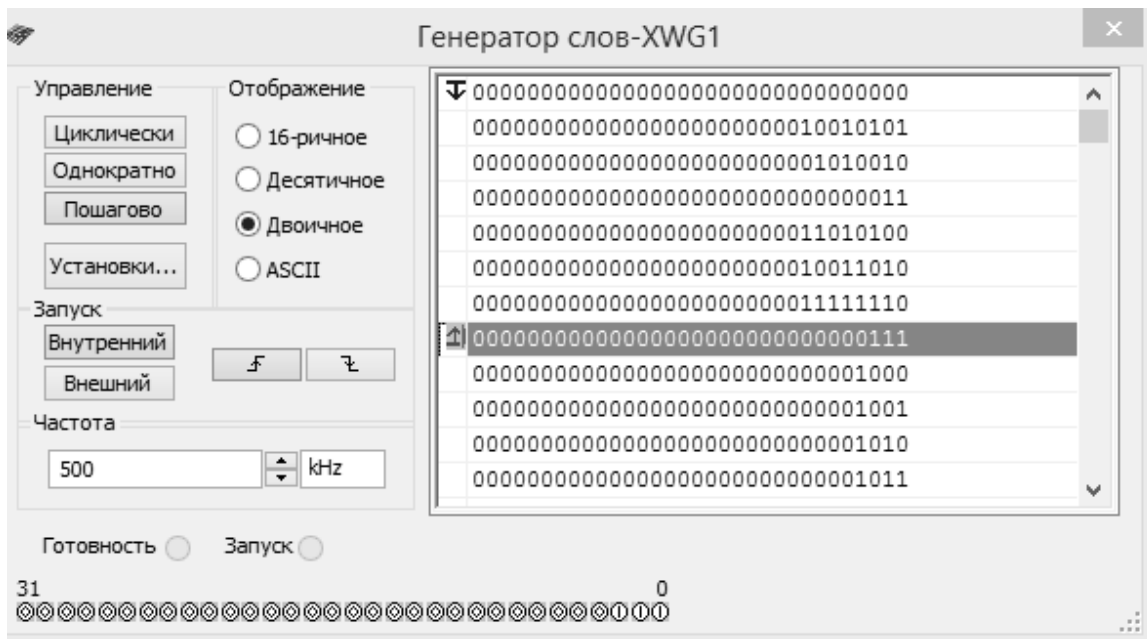 Генератор слов-XWG1
Управление
Циклически
Однократно
Пошагово
Установки...
Отображение
16-ричное
Десятичное
Двоичное
ASCII
Запуск
Внутренний
Внешний
Частота
500
kHz
00000000000000000000000000000000
00000000000000000000000010010101
00000000000000000000000001010010
00000000000000000000000000000011
00000000000000000000000011010100
00000000000000000000000010011010
00000000000000000000000011111110
00000000000000000000000000000111
00000000000000000000000000001000
00000000000000000000000000001001
00000000000000000000000000001010
00000000000000000000000000001011
Готовность Запуск
31 0
00000000000000000000000000000111